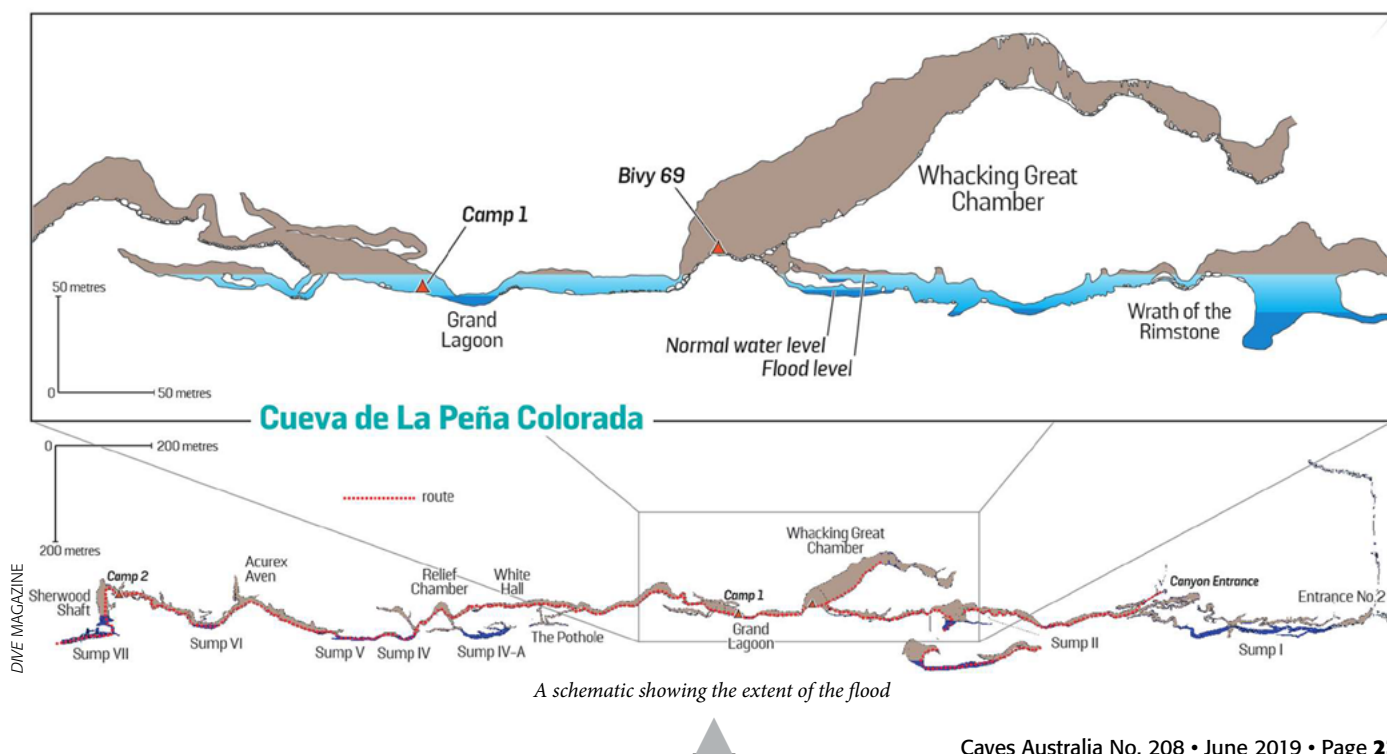 Whacking Great
Chamber
Bivy 69
Camp 1
50 metres
Grand
Lagoon
Wrath of the
Rimstone
Normal water level
Flood level
0
50 metres
Cueva de La Peña Colorada
0
200 metres
route
200 metres
Whacking Great
Chamber
Acurex
Aven
Camp 2
Relief
Chamber
White
Hall
Canyon Entrance
Sherwood
Shaft
Camp 1
Entrance No.2
Grand
Lagoon
The Pothole
Sump II
Sump VII
Sump VI
Sump V
Sump IV
Sump IV-A
Sump I
DIVE MAGAZINE
A schematic showing the extent of the flood
Caves Australia No. 208 • June 2019 • Page 2